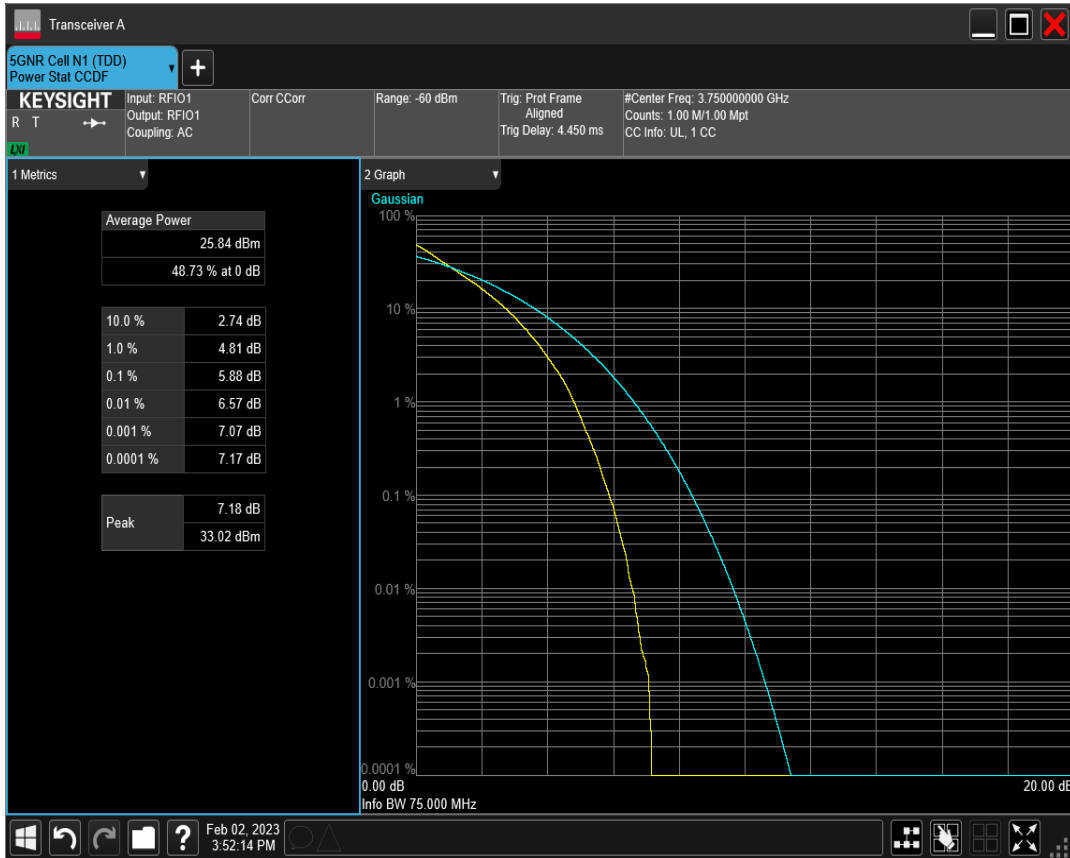 Transceiver A
5GNR Cell N1 (TDD)
Power Stat CCDF
+
KEYSIGHT
R T
LXI
Input: RFIO1
Output: RFIO1
Coupling: AC
Corr CCorr
Range: -60 dBm
Trig: Prot Frame
Aligned
Trig Delay: 4.450 ms
#Center Freq: 3.750000000 GHz
Counts: 1.00 M/1.00 Mpt
CC Info: UL, 1 CC
1 Metrics
Average Power
25.84 dBm
48.73 % at 0 dB
10.0 % 2.74 dB
1.0 % 4.81 dB
0.1 % 5.88 dB
0.01 % 6.57 dB
0.001 % 7.07 dB
0.0001 % 7.17 dB
Peak 7.18 dB
33.02 dBm
2 Graph
Gaussian
100 %
10 %
1 %
0.1 %
0.01 %
0.001 %
0.0001 %
0.00 dB 20.00 dB
Info BW 75.000 MHz
?
Feb 02, 2023
3:52:14 PM